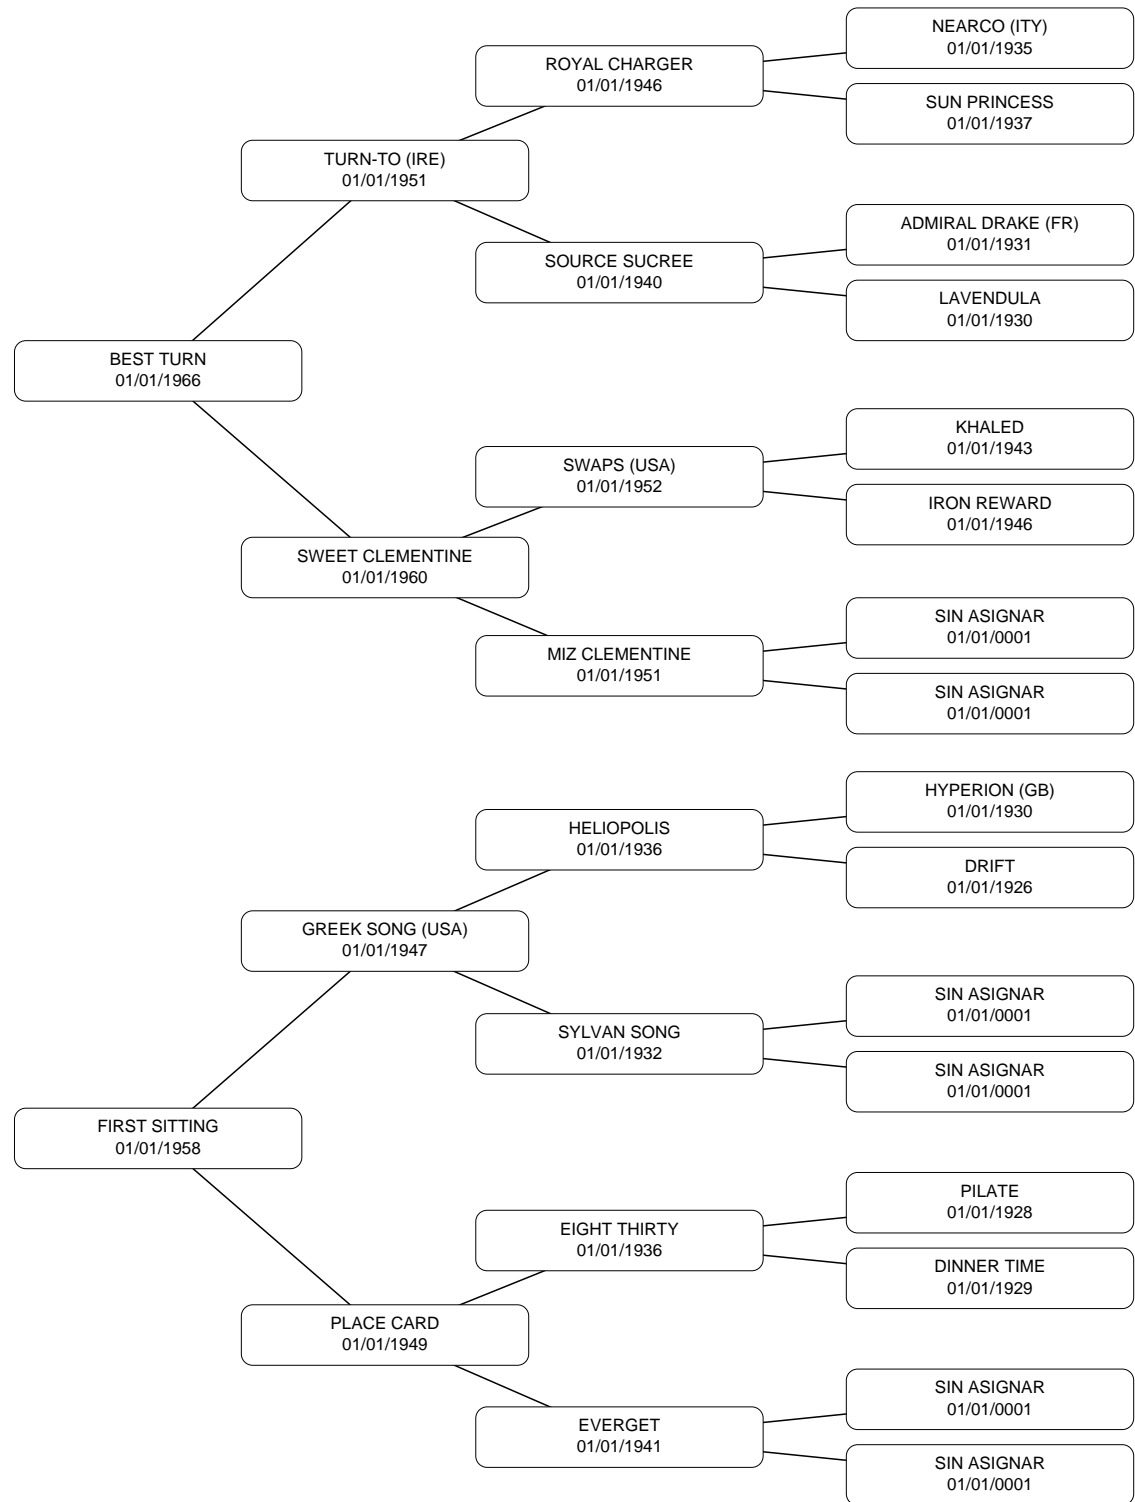 NEARCO (ITY)
01/01/1935
ROYAL CHARGER
01/01/1946
SUN PRINCESS
01/01/1937
TURN-TO (IRE)
01/01/1951
ADMIRAL DRAKE (FR)
01/01/1931
SOURCE SUCREE
01/01/1940
LAVENDULA
01/01/1930
BEST TURN
01/01/1966
KHALED
01/01/1943
SWAPS (USA)
01/01/1952
IRON REWARD
01/01/1946
SWEET CLEMENTINE
01/01/1960
SIN ASIGNAR
01/01/0001
MIZ CLEMENTINE
01/01/1951
SIN ASIGNAR
01/01/0001
HYPERION (GB)
01/01/1930
HELIOPOLIS
01/01/1936
DRIFT
01/01/1926
GREEK SONG (USA)
01/01/1947
SIN ASIGNAR
01/01/0001
SYLVAN SONG
01/01/1932
SIN ASIGNAR
01/01/0001
FIRST SITTING
01/01/1958
PILATE
01/01/1928
EIGHT THIRTY
01/01/1936
DINNER TIME
01/01/1929
PLACE CARD
01/01/1949
SIN ASIGNAR
01/01/0001
EVERGET
01/01/1941
SIN ASIGNAR
01/01/0001